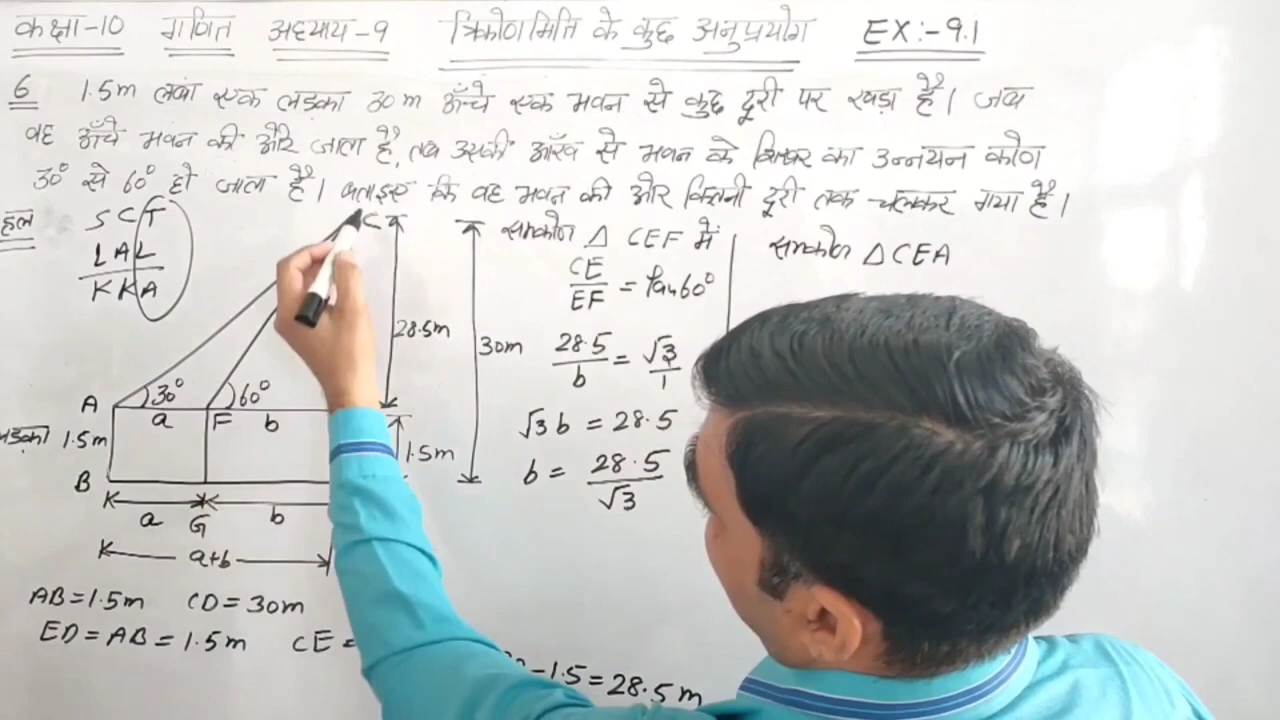 कक्षा-10 गणित अध्याय-9 त्रिकोणमिति के कुछ अनुप्रयोग EX:-9.1
6 1.5m लंबा एक लड़का 30m ऊँचे एक भवन से कुछ दूरी पर खड़ा है। जब
वह ऊँचे भवन की ओर जाता है, तब उसकी आँख से भवन के शिखर का उन्नयन कोण
30° से 60° हो जाता है। बताइए कि वह भवन की ओर कितनी दूरी तक चलकर गया है।
हल
S C T
L A L
K K A
C
28.5m
30m
A
30°
a
F
60°
b
लड़का 1.5m
1.5m
B
a
G
b
a+b
AB = 1.5m CD = 30m
ED = AB = 1.5m CE =
-1.5 = 28.5m
समकोण △ CEF में
CE/EF = tan60°
28.5/b = √3/1
√3 b = 28.5
b = 28.5/√3
समकोण △CEA